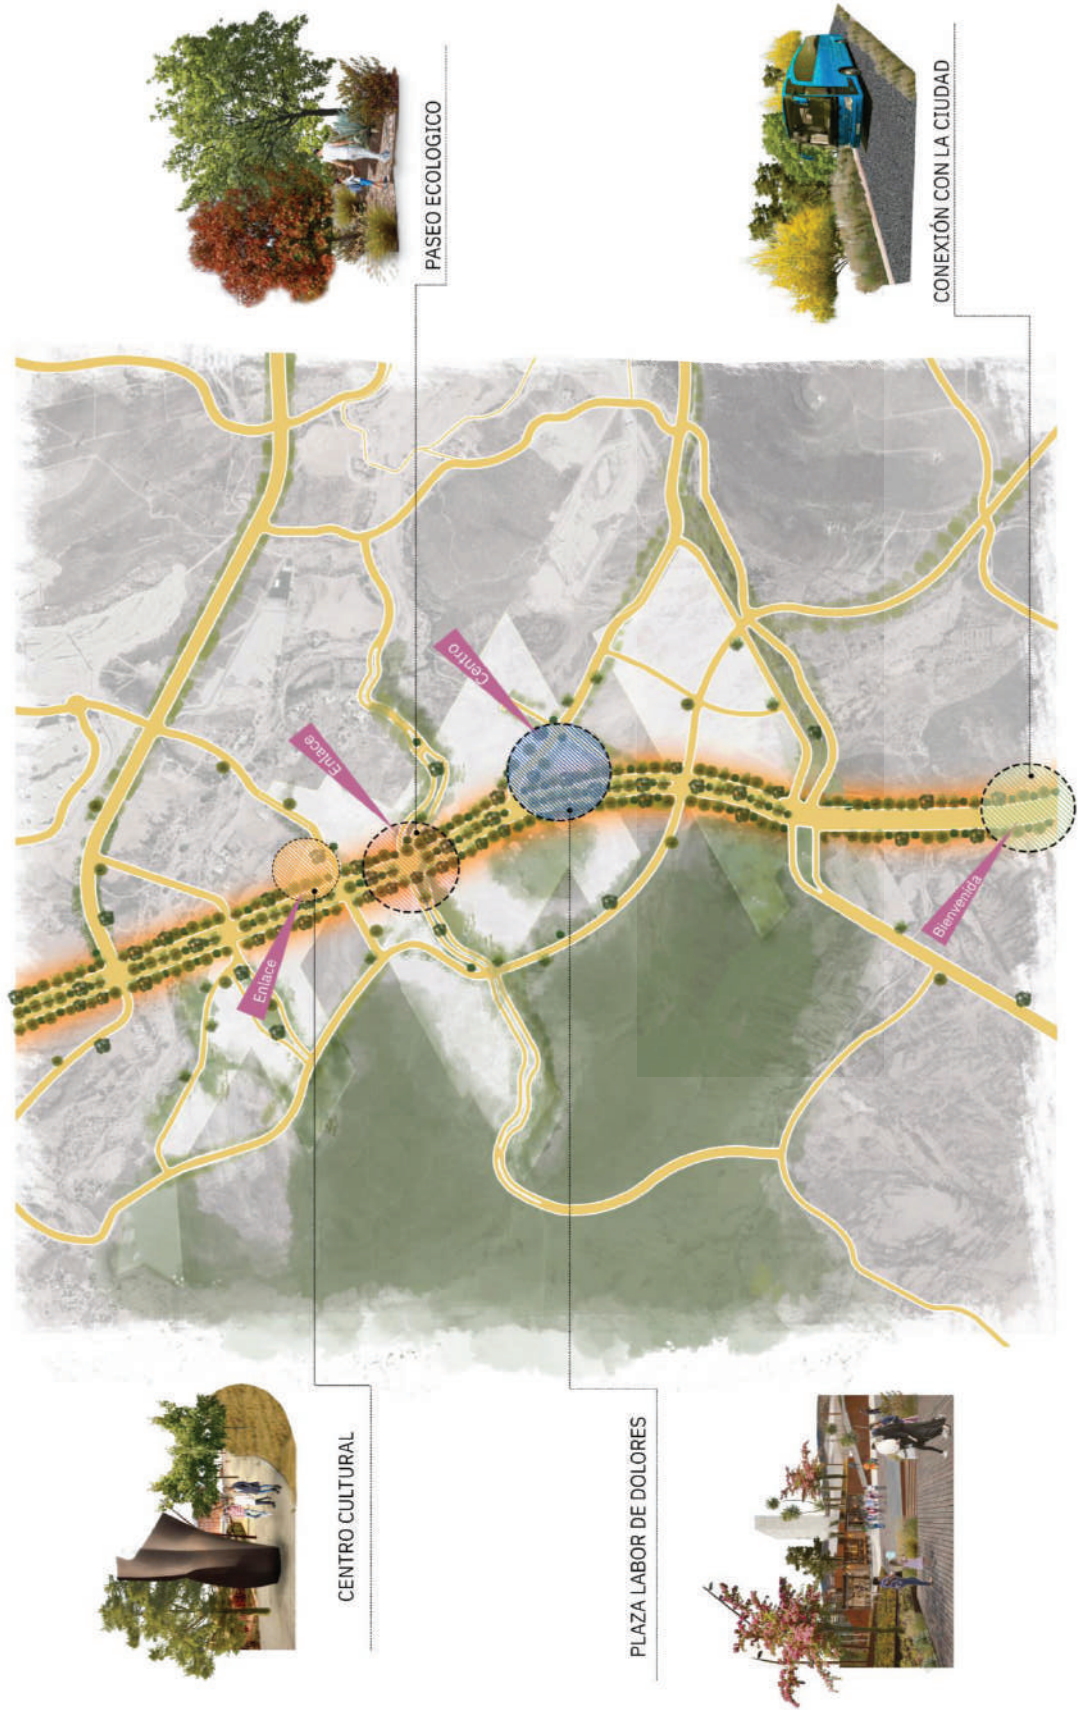 CENTRO CULTURAL
PASEO ECOLOGICO
Enlace
Enlace
Centro
PLAZA LABOR DE DOLORES
Bienvenida
CONEXIÓN CON LA CIUDAD